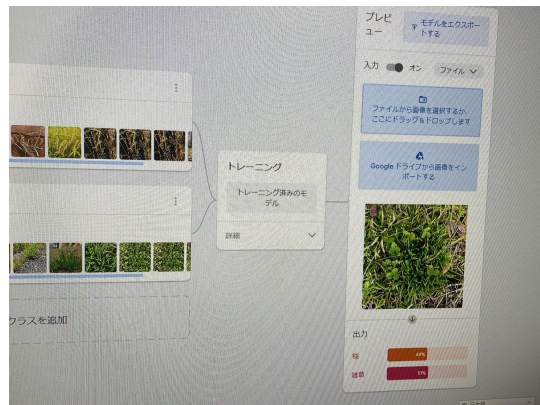 プレビ
ュー
モデルをエクスポー
トする
入力
オン
ファイル
ファイルから画像を選択するか、
ここにドラッグ&ドロップします
Google ドライブから画像をイン
ポートする
トレーニング
トレーニング済みのモ
デル
詳細
クラスを追加
出力
稲
49%
雑草
51%